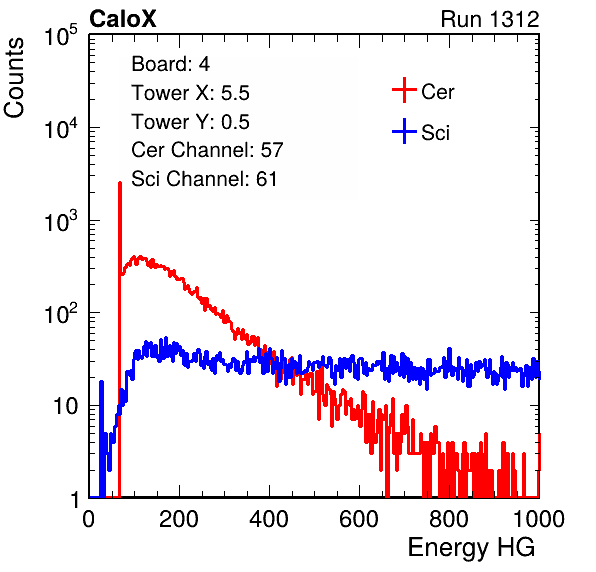 CaloX Run 1312
Counts
10^5
10^4
10^3
10^2
10
1
Board: 4
Tower X: 5.5
Tower Y: 0.5
Cer Channel: 57
Sci Channel: 61
Cer
Sci
0 200 400 600 800 1000
Energy HG